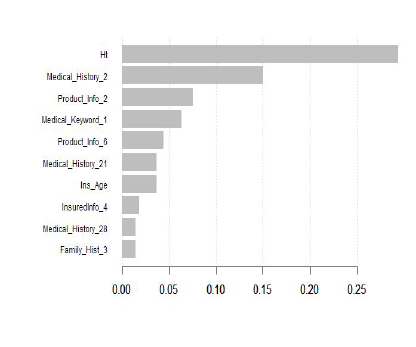 Ht
Medical_History_2
Product_Info_2
Medical_Keyword_1
Product_Info_6
Medical_History_21
Ins_Age
InsuredInfo_4
Medical_History_28
Family_Hist_3
0.00 0.05 0.10 0.15 0.20 0.25